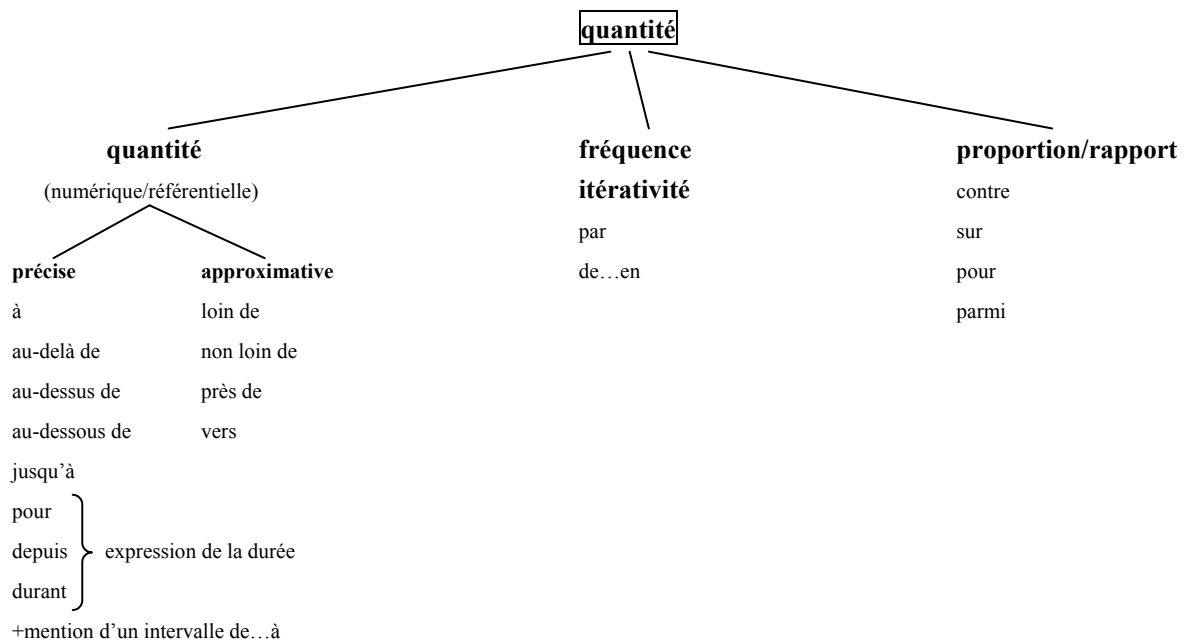 quantité
quantité
(numérique/référentielle)
précise
à
au-delà de
au-dessus de
au-dessous de
jusqu’à
pour
depuis
durant
expression de la durée
+mention d’un intervalle de…à
approximative
loin de
non loin de
près de
vers
fréquence
itérativité
par
de…en
proportion/rapport
contre
sur
pour
parmi